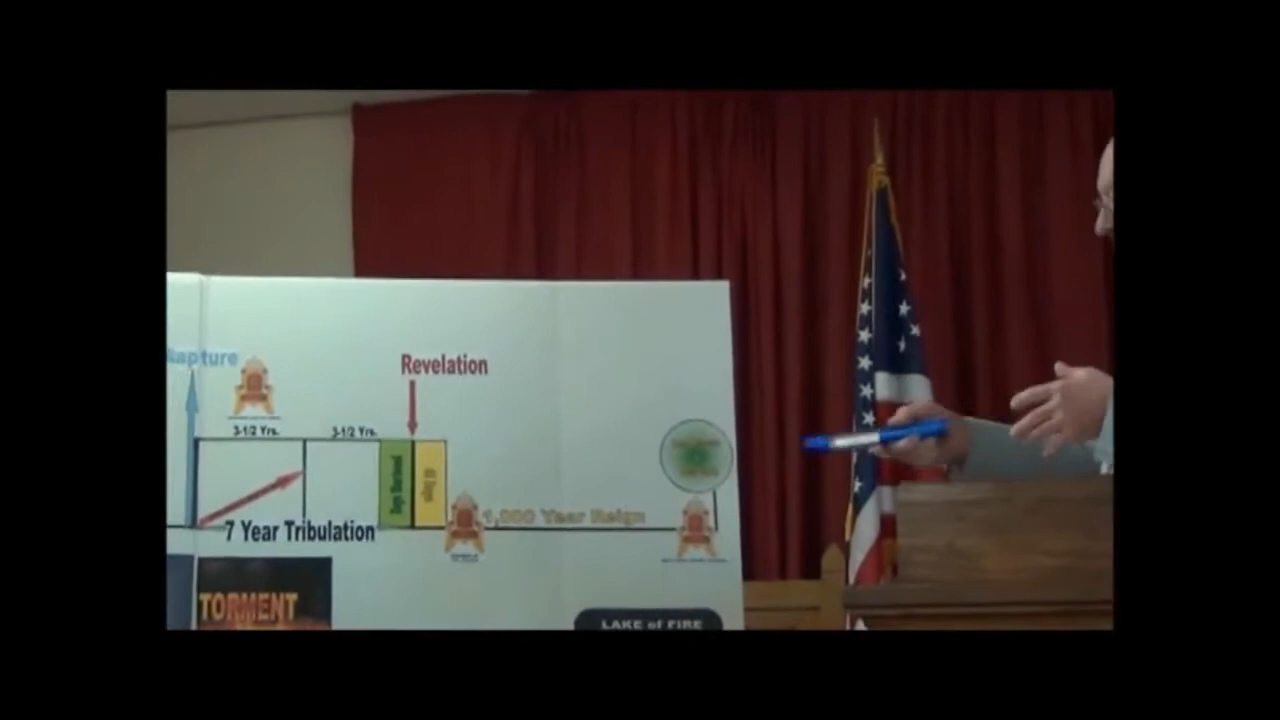 Rapture
Revelation
3-1/2 Yrs.
3-1/2 Yrs.
1,000 Year Reign
7 Year Tribulation
TORMENT
LAKE of FIRE